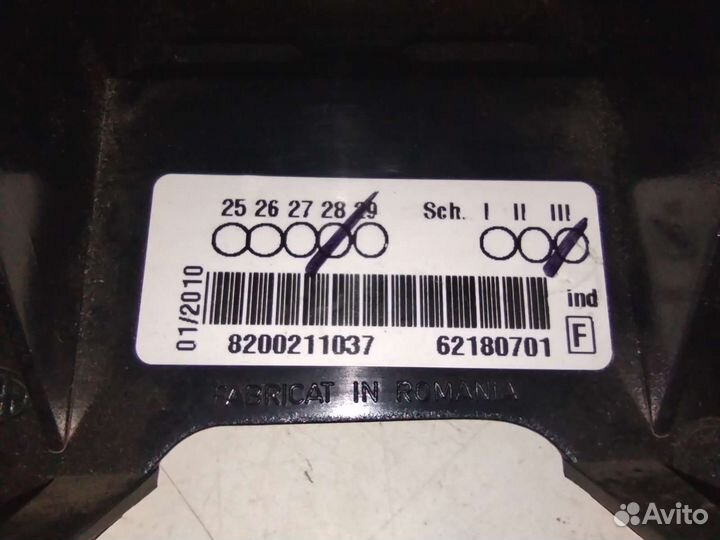 25 26 27 28 29 Sch. I II III
01/2010
ind
8200211037 62180701 F
FABRICAT IN ROMANIA
Avito